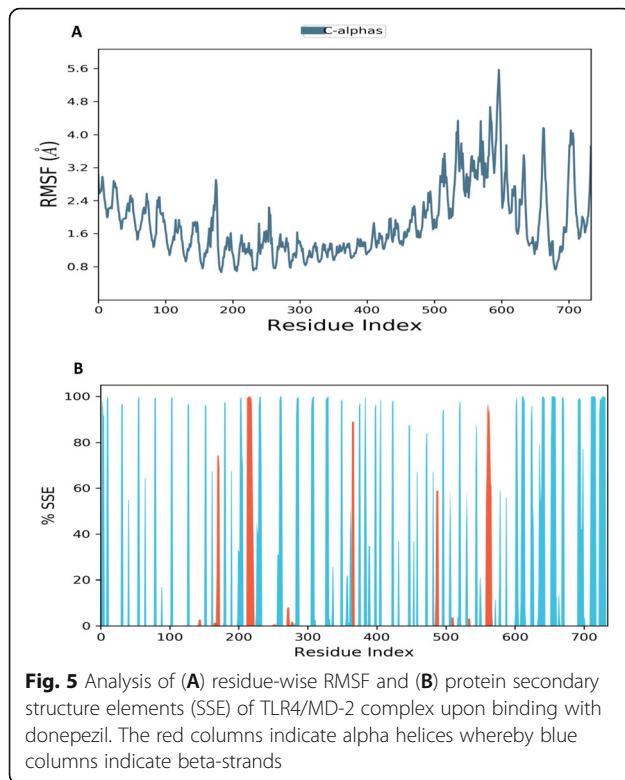 A
C-alphas
RMSF (Å)
5.6
4.8
4.0
3.2
2.4
1.6
0.8
0 100 200 300 400 500 600 700
Residue Index
B
% SSE
100
80
60
40
20
0
0 100 200 300 400 500 600 700
Residue Index
Fig. 5 Analysis of (A) residue-wise RMSF and (B) protein secondary
structure elements (SSE) of TLR4/MD-2 complex upon binding with
donepezil. The red columns indicate alpha helices whereby blue
columns indicate beta-strands